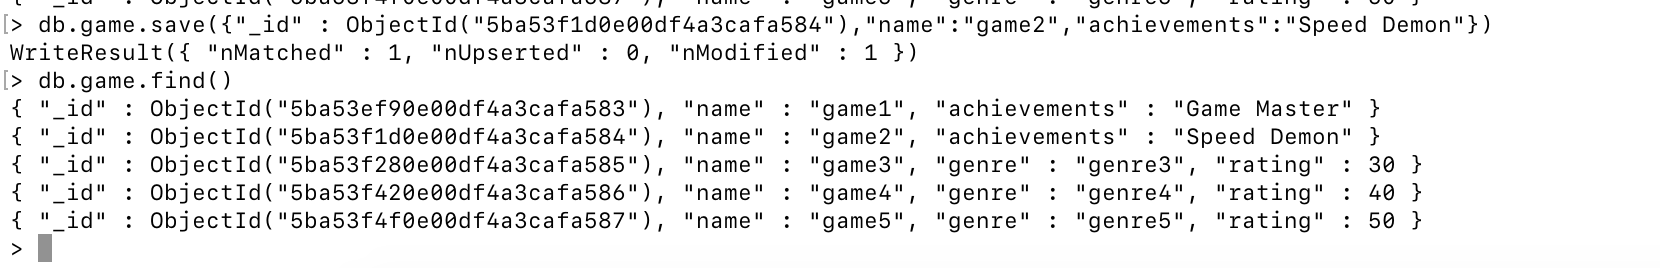 > db.game.save({"_id" : ObjectId("5ba53f1d0e00df4a3cafa584"),"name":"game2","achievements":"Speed Demon"})
WriteResult({ "nMatched" : 1, "nUpserted" : 0, "nModified" : 1 })
> db.game.find()
{ "_id" : ObjectId("5ba53ef90e00df4a3cafa583"), "name" : "game1", "achievements" : "Game Master" }
{ "_id" : ObjectId("5ba53f1d0e00df4a3cafa584"), "name" : "game2", "achievements" : "Speed Demon" }
{ "_id" : ObjectId("5ba53f280e00df4a3cafa585"), "name" : "game3", "genre" : "genre3", "rating" : 30 }
{ "_id" : ObjectId("5ba53f420e00df4a3cafa586"), "name" : "game4", "genre" : "genre4", "rating" : 40 }
{ "_id" : ObjectId("5ba53f4f0e00df4a3cafa587"), "name" : "game5", "genre" : "genre5", "rating" : 50 }
>